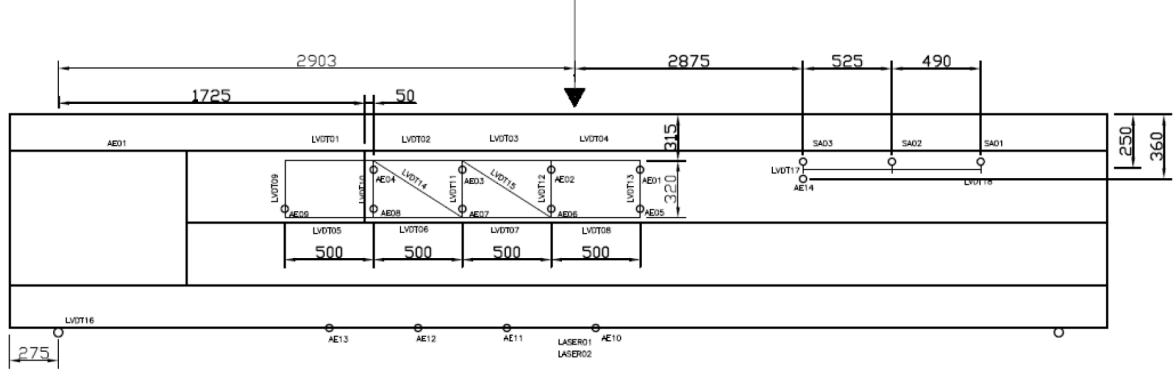 2903
2875
525
490
1725
50
315
250
360
AE01
LVDT01
LVDT02
LVDT03
LVDT04
SA03
SA02
SA01
LVDT09
LVDT10
AE04
LVDT14
LVDT11
AE03
LVDT15
LVDT12
AE02
LVDT13
AE01
320
LVDT17
AE14
LVDT18
AE09
AE08
AE07
AE06
AE05
LVDT05
LVDT06
LVDT07
LVDT08
500
500
500
500
LVDT16
AE13
AE12
AE11
LASER01
LASER02
AE10
275